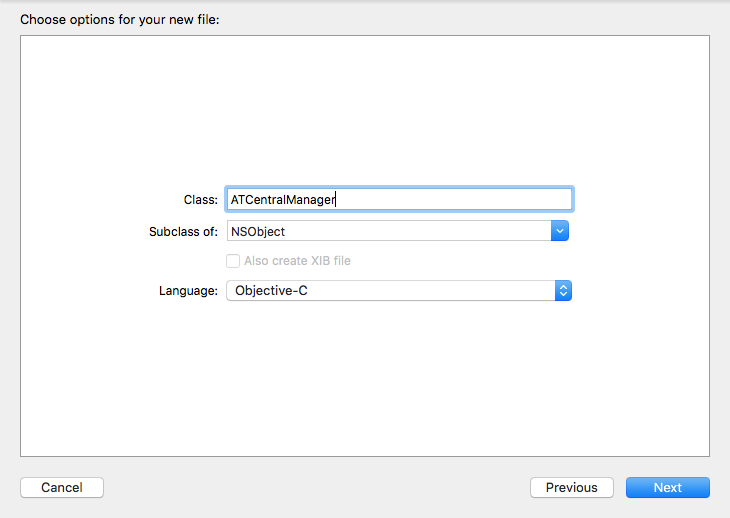 Choose options for your new file:
Class: ATCentralManager
Subclass of: NSObject
Also create XIB file
Language: Objective-C
Cancel Previous Next